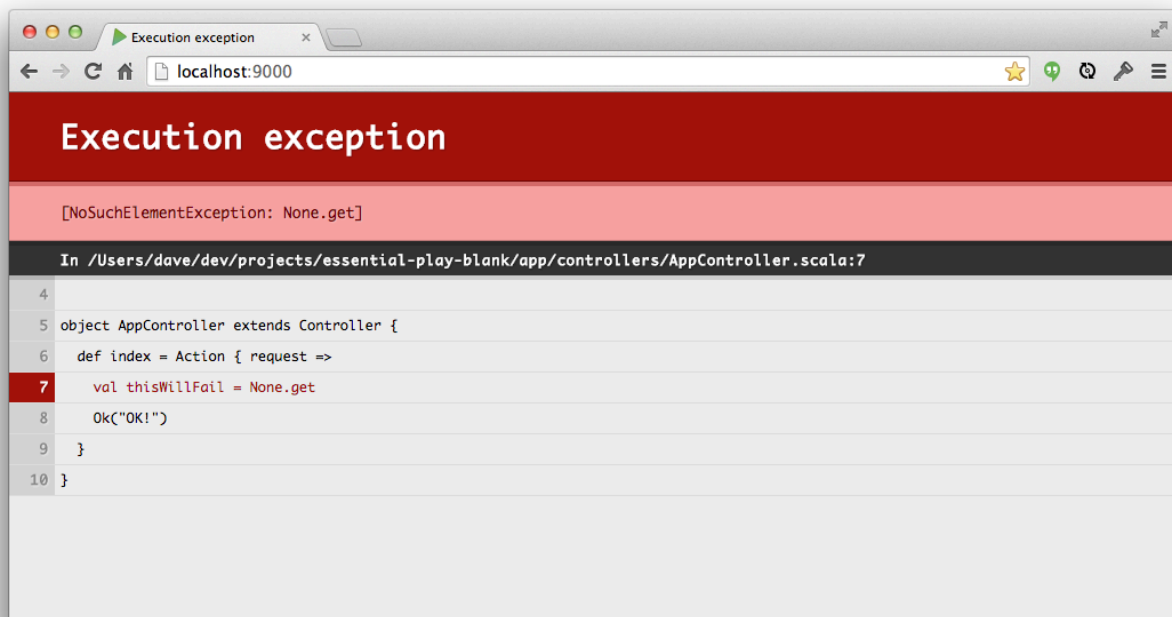 Execution exception
localhost:9000
Execution exception
[NoSuchElementException: None.get]
In /Users/dave/dev/projects/essential-play-blank/app/controllers/AppController.scala:7
4
5 object AppController extends Controller {
6 def index = Action { request =>
7 val thisWillFail = None.get
8 Ok("OK!")
9 }
10 }